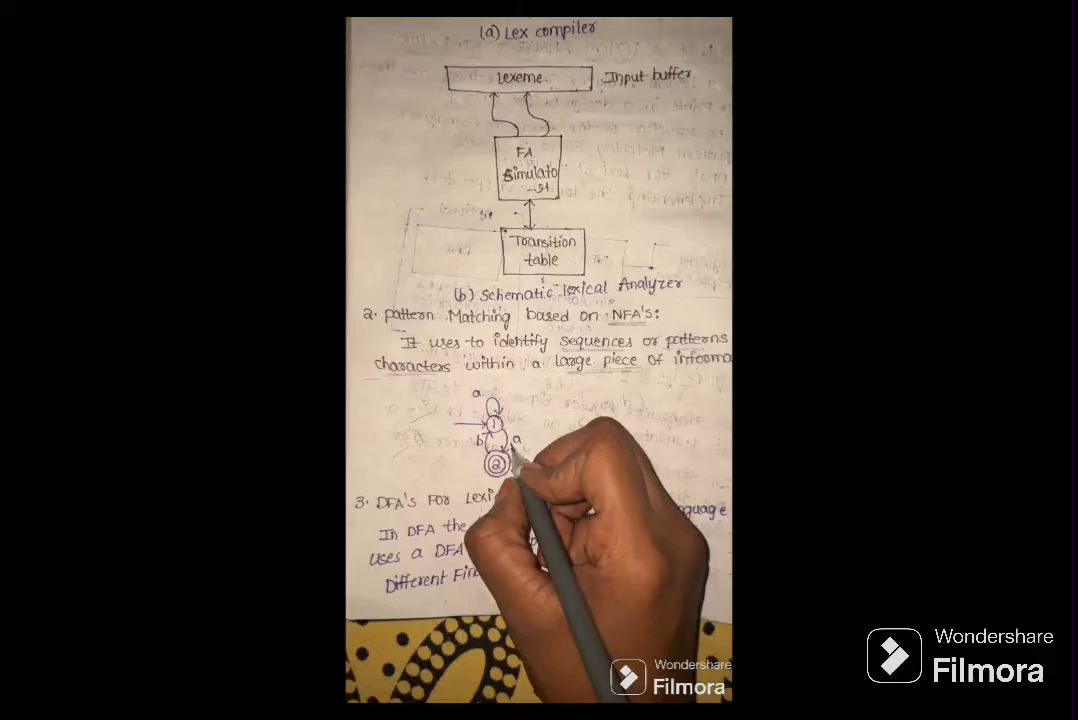 (a) Lex compiler
Lexeme
Input buffer
FA
Simulato
-r
Transition
table
(b) Schematic lexical Analyzer
2. pattern Matching based on NFA'S:
It uses to identify sequences or patterns
characters within a large piece of informa
a
1
b a
2
3. DFA'S FOR Lexi nguage
In DFA the
uses a DFA
Different Fin
Wondershare
Filmora
Wondershare
Filmora